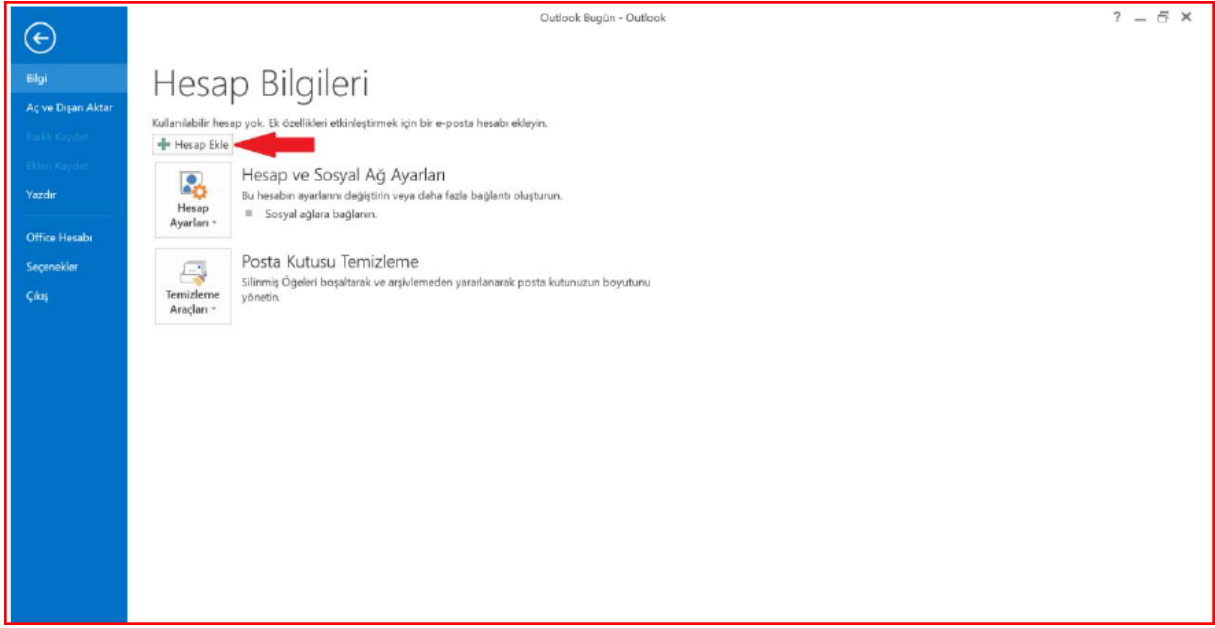 Outlook Bugün - Outlook
?
Bilgi
Aç ve Dışarı Aktar
Farklı Kaydet
Ekleri Kaydet
Yazdır
Office Hesabı
Seçenekler
Çıkış
Hesap Bilgileri
Kullanılabilir hesap yok. Ek özellikleri etkinleştirmek için bir e-posta hesabı ekleyin.
Hesap Ekle
Hesap
Ayarları
Hesap ve Sosyal Ağ Ayarları
Bu hesabın ayarlarını değiştirin veya daha fazla bağlantı oluşturun.
Sosyal ağlara bağlanın.
Temizleme
Araçları
Posta Kutusu Temizleme
Silinmiş Öğeleri boşaltarak ve arşivlemeden yararlanarak posta kutunuzun boyutunu
yönetin.